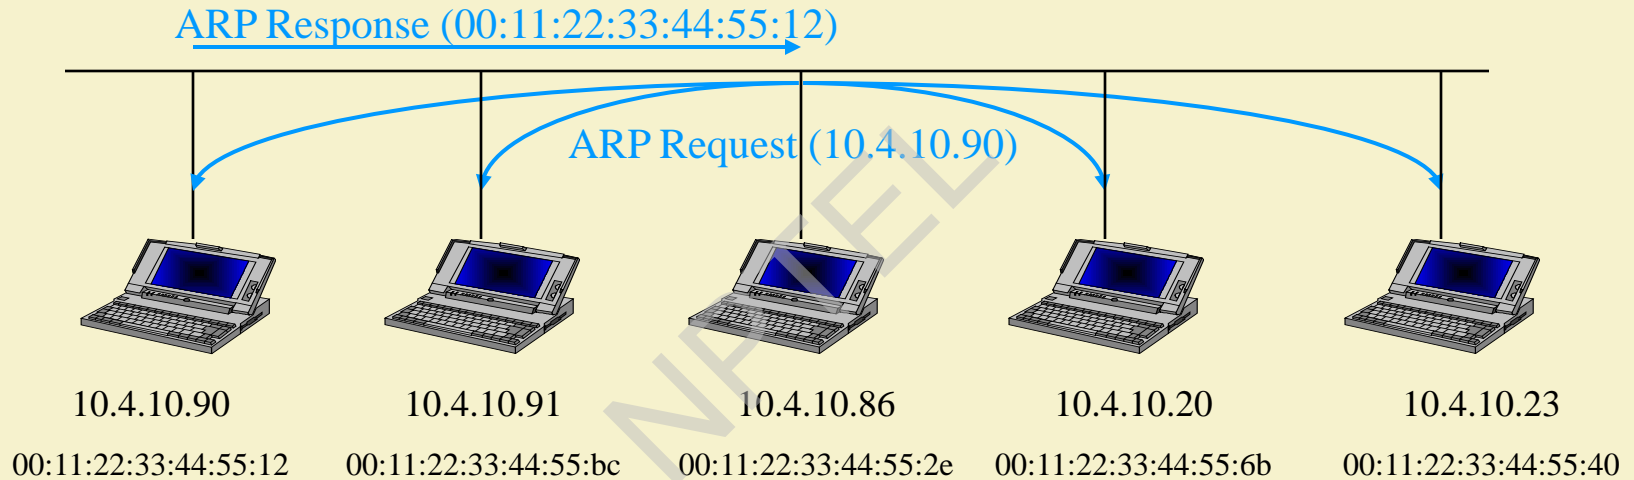 ARP Response (00:11:22:33:44:55:12)
ARP Request (10.4.10.90)
NPTEL
10.4.10.90 10.4.10.91 10.4.10.86 10.4.10.20 10.4.10.23
00:11:22:33:44:55:12 00:11:22:33:44:55:bc 00:11:22:33:44:55:2e 00:11:22:33:44:55:6b 00:11:22:33:44:55:40